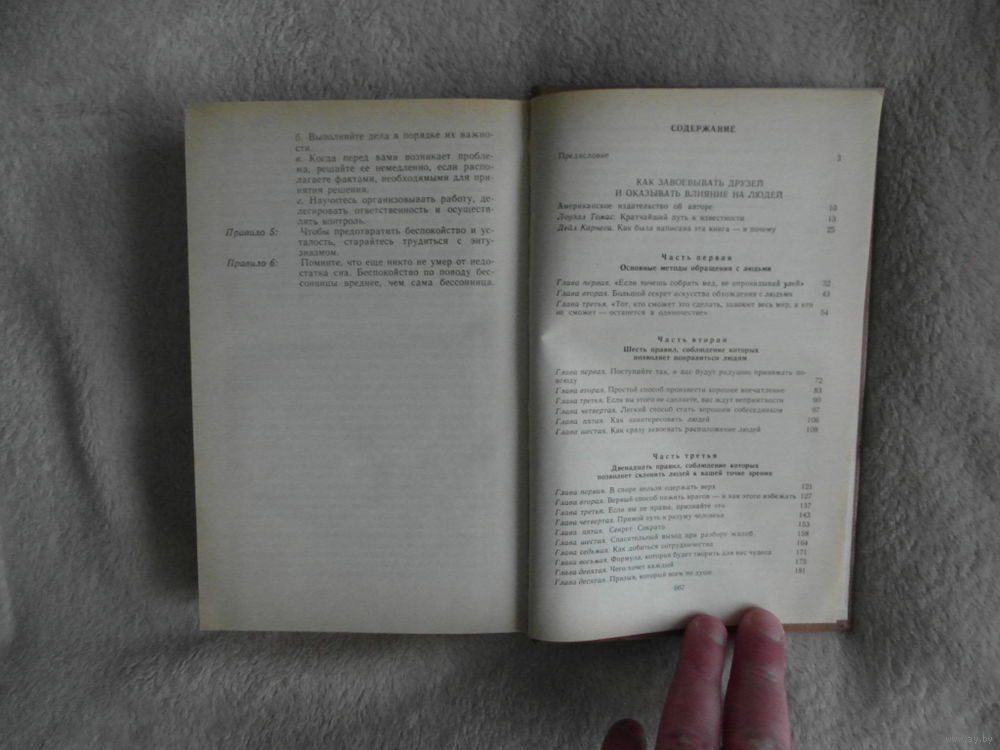 б. Выполняйте дела в порядке их важно-
сти.
в. Когда перед вами возникает пробле-
ма, решайте ее немедленно, если распо-
лагаете фактами, необходимыми для при-
нятия решения.
г. Научитесь организовывать работу, де-
легировать ответственность и осуществ-
лять контроль.
Правило 5: Чтобы предотвратить беспокойство и ус-
талость, старайтесь трудиться с энту-
зиазмом.
Правило 6: Помните, что еще никто не умер от недо-
статка сна. Беспокойство по поводу бес-
сонницы вреднее, чем сама бессонница.
СОДЕРЖАНИЕ
Предисловие 3
КАК ЗАВОЕВЫВАТЬ ДРУЗЕЙ
И ОКАЗЫВАТЬ ВЛИЯНИЕ НА ЛЮДЕЙ
Американское издательство об авторе 10
Лоуэлл Томас. Кратчайший путь к известности 13
Дейл Карнеги. Как была написана эта книга — и почему 25
Часть первая
Основные методы обращения с людьми
Глава первая. «Если хочешь собрать мед, не опрокидывай улей» 32
Глава вторая. Большой секрет искусства обхождения с людьми 43
Глава третья. «Тот, кто сможет это сделать, завоюет весь мир, а кто
не сможет — останется в одиночестве» 54
Часть вторая
Шесть правил, соблюдение которых
позволяет понравиться людям
Глава первая. Поступайте так, и вас будут радушно принимать по-
всюду 72
Глава вторая. Простой способ произвести хорошее впечатление 83
Глава третья. Если вы этого не сделаете, вас ждут неприятности 90
Глава четвертая. Легкий способ стать хорошим собеседником 97
Глава пятая. Как заинтересовать людей 106
Глава шестая. Как сразу завоевать расположение людей 109
Часть третья
Двенадцать правил, соблюдение которых
позволяет склонить людей к вашей точке зрения
Глава первая. В споре нельзя одержать верх 121
Глава вторая. Верный способ нажить врагов — и как этого избежать 127
Глава третья. Если вы не правы, признайте это 137
Глава четвертая. Прямой путь к разуму человека 143
Глава пятая. Секрет Сократа 153
Глава шестая. Спасительный выход при разборе жалоб 158
Глава седьмая. Как добиться сотрудничества 164
Глава восьмая. Формула, которая будет творить для вас чудеса 171
Глава девятая. Чего хочет каждый 175
Глава десятая. Призыв, который всем по душе 181
667
www.ay.by